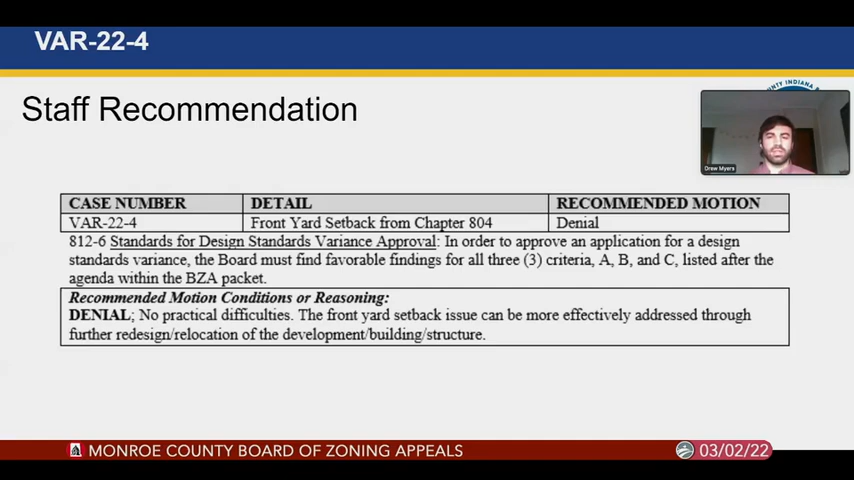 VAR-22-4
Staff Recommendation
Drew Myers
CASE NUMBER DETAIL RECOMMENDED MOTION
VAR-22-4 Front Yard Setback from Chapter 804 Denial
812-6 Standards for Design Standards Variance Approval: In order to approve an application for a design
standards variance, the Board must find favorable findings for all three (3) criteria, A, B, and C, listed after the
agenda within the BZA packet.
Recommended Motion Conditions or Reasoning:
DENIAL; No practical difficulties. The front yard setback issue can be more effectively addressed through
further redesign/relocation of the development/building/structure.
MONROE COUNTY BOARD OF ZONING APPEALS
03/02/22